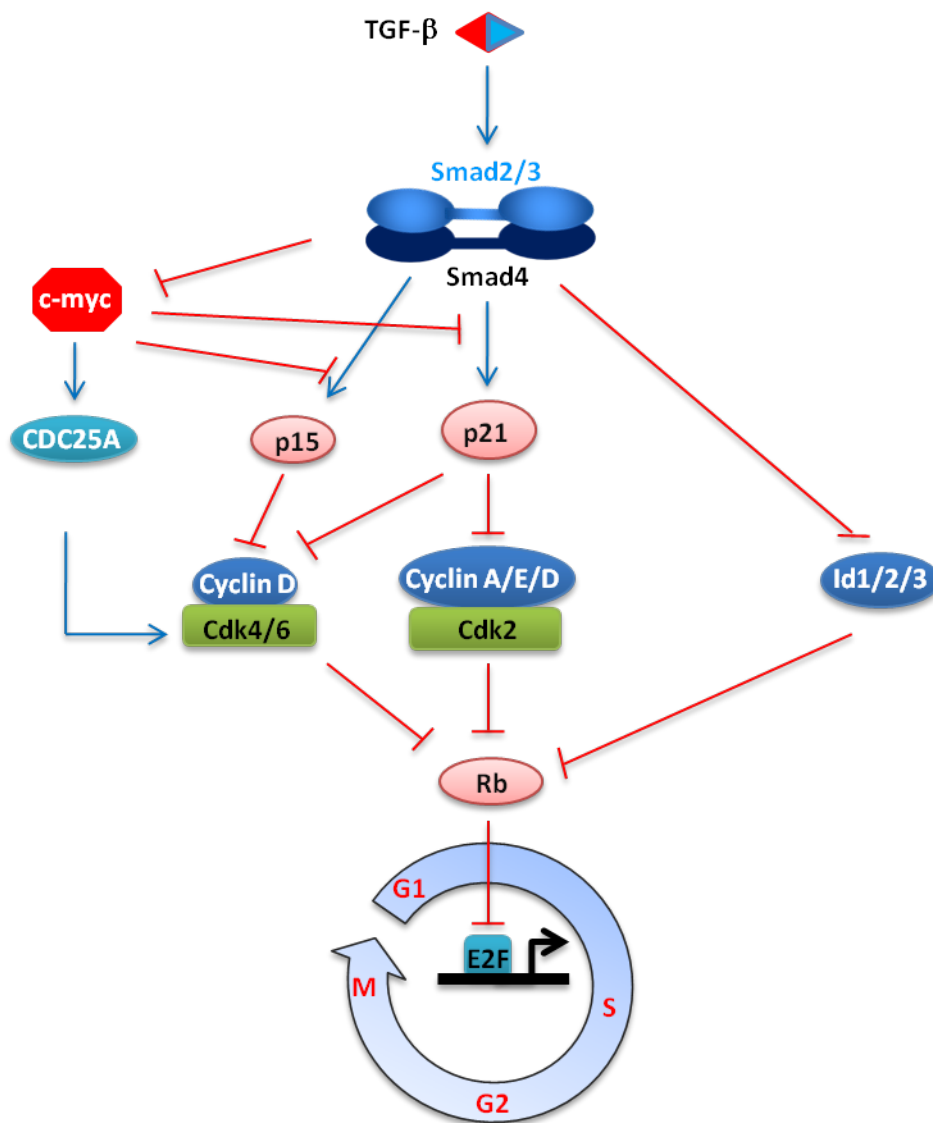 TGF-β
Smad2/3
Smad4
c-myc
CDC25A
p15
p21
Cyclin D
Cdk4/6
Cyclin A/E/D
Cdk2
Id1/2/3
Rb
G1
E2F
M
S
G2